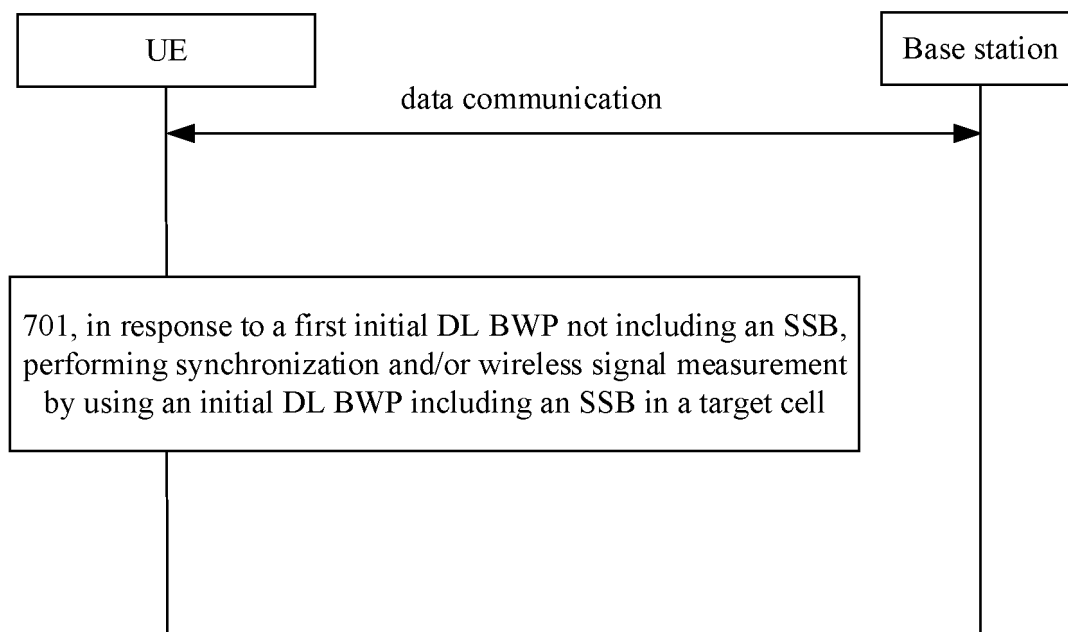 UE
Base station
data communication
701, in response to a first initial DL BWP not including an SSB,
performing synchronization and/or wireless signal measurement
by using an initial DL BWP including an SSB in a target cell